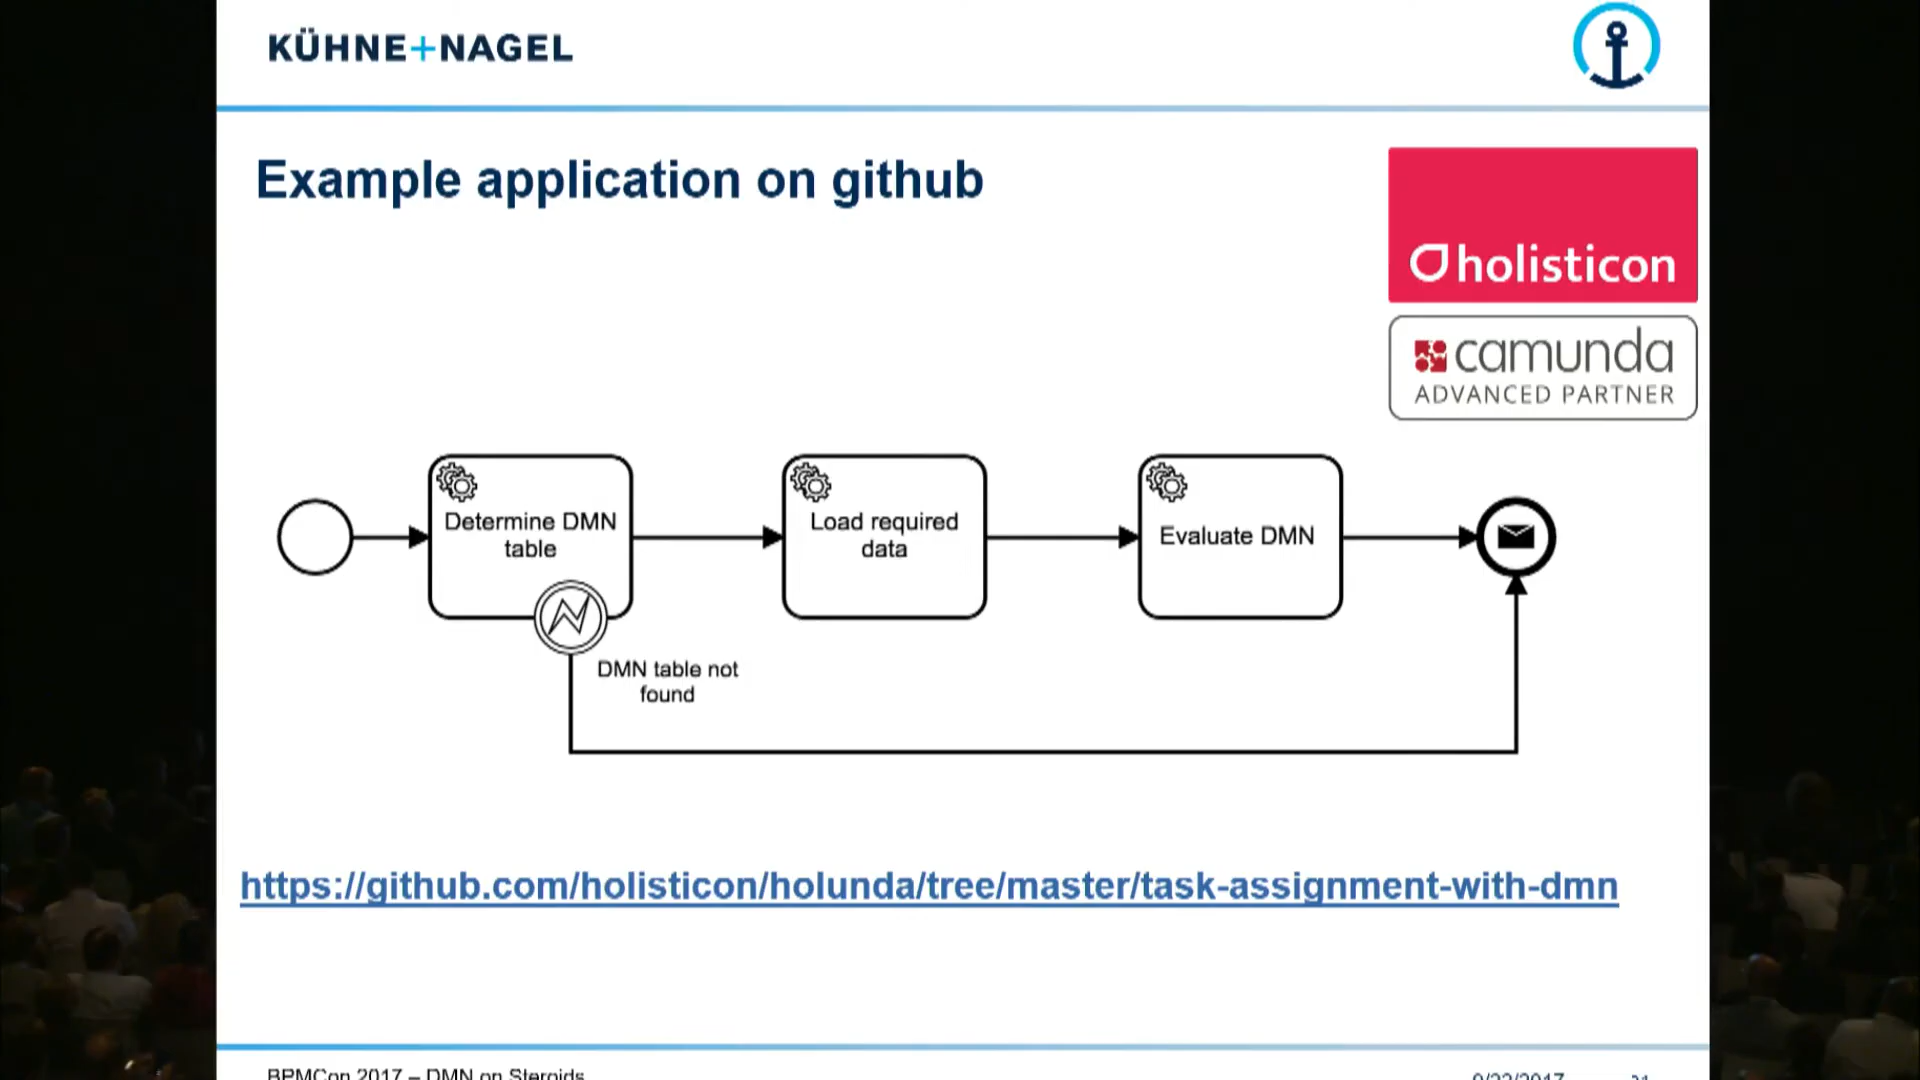 KÜHNE+NAGEL
Example application on github
holisticon
camunda
ADVANCED PARTNER
Determine DMN
table
Load required
data
Evaluate DMN
DMN table not
found
https://github.com/holisticon/holunda/tree/master/task-assignment-with-dmn
BPMCon 2017 – DMN on Steroids